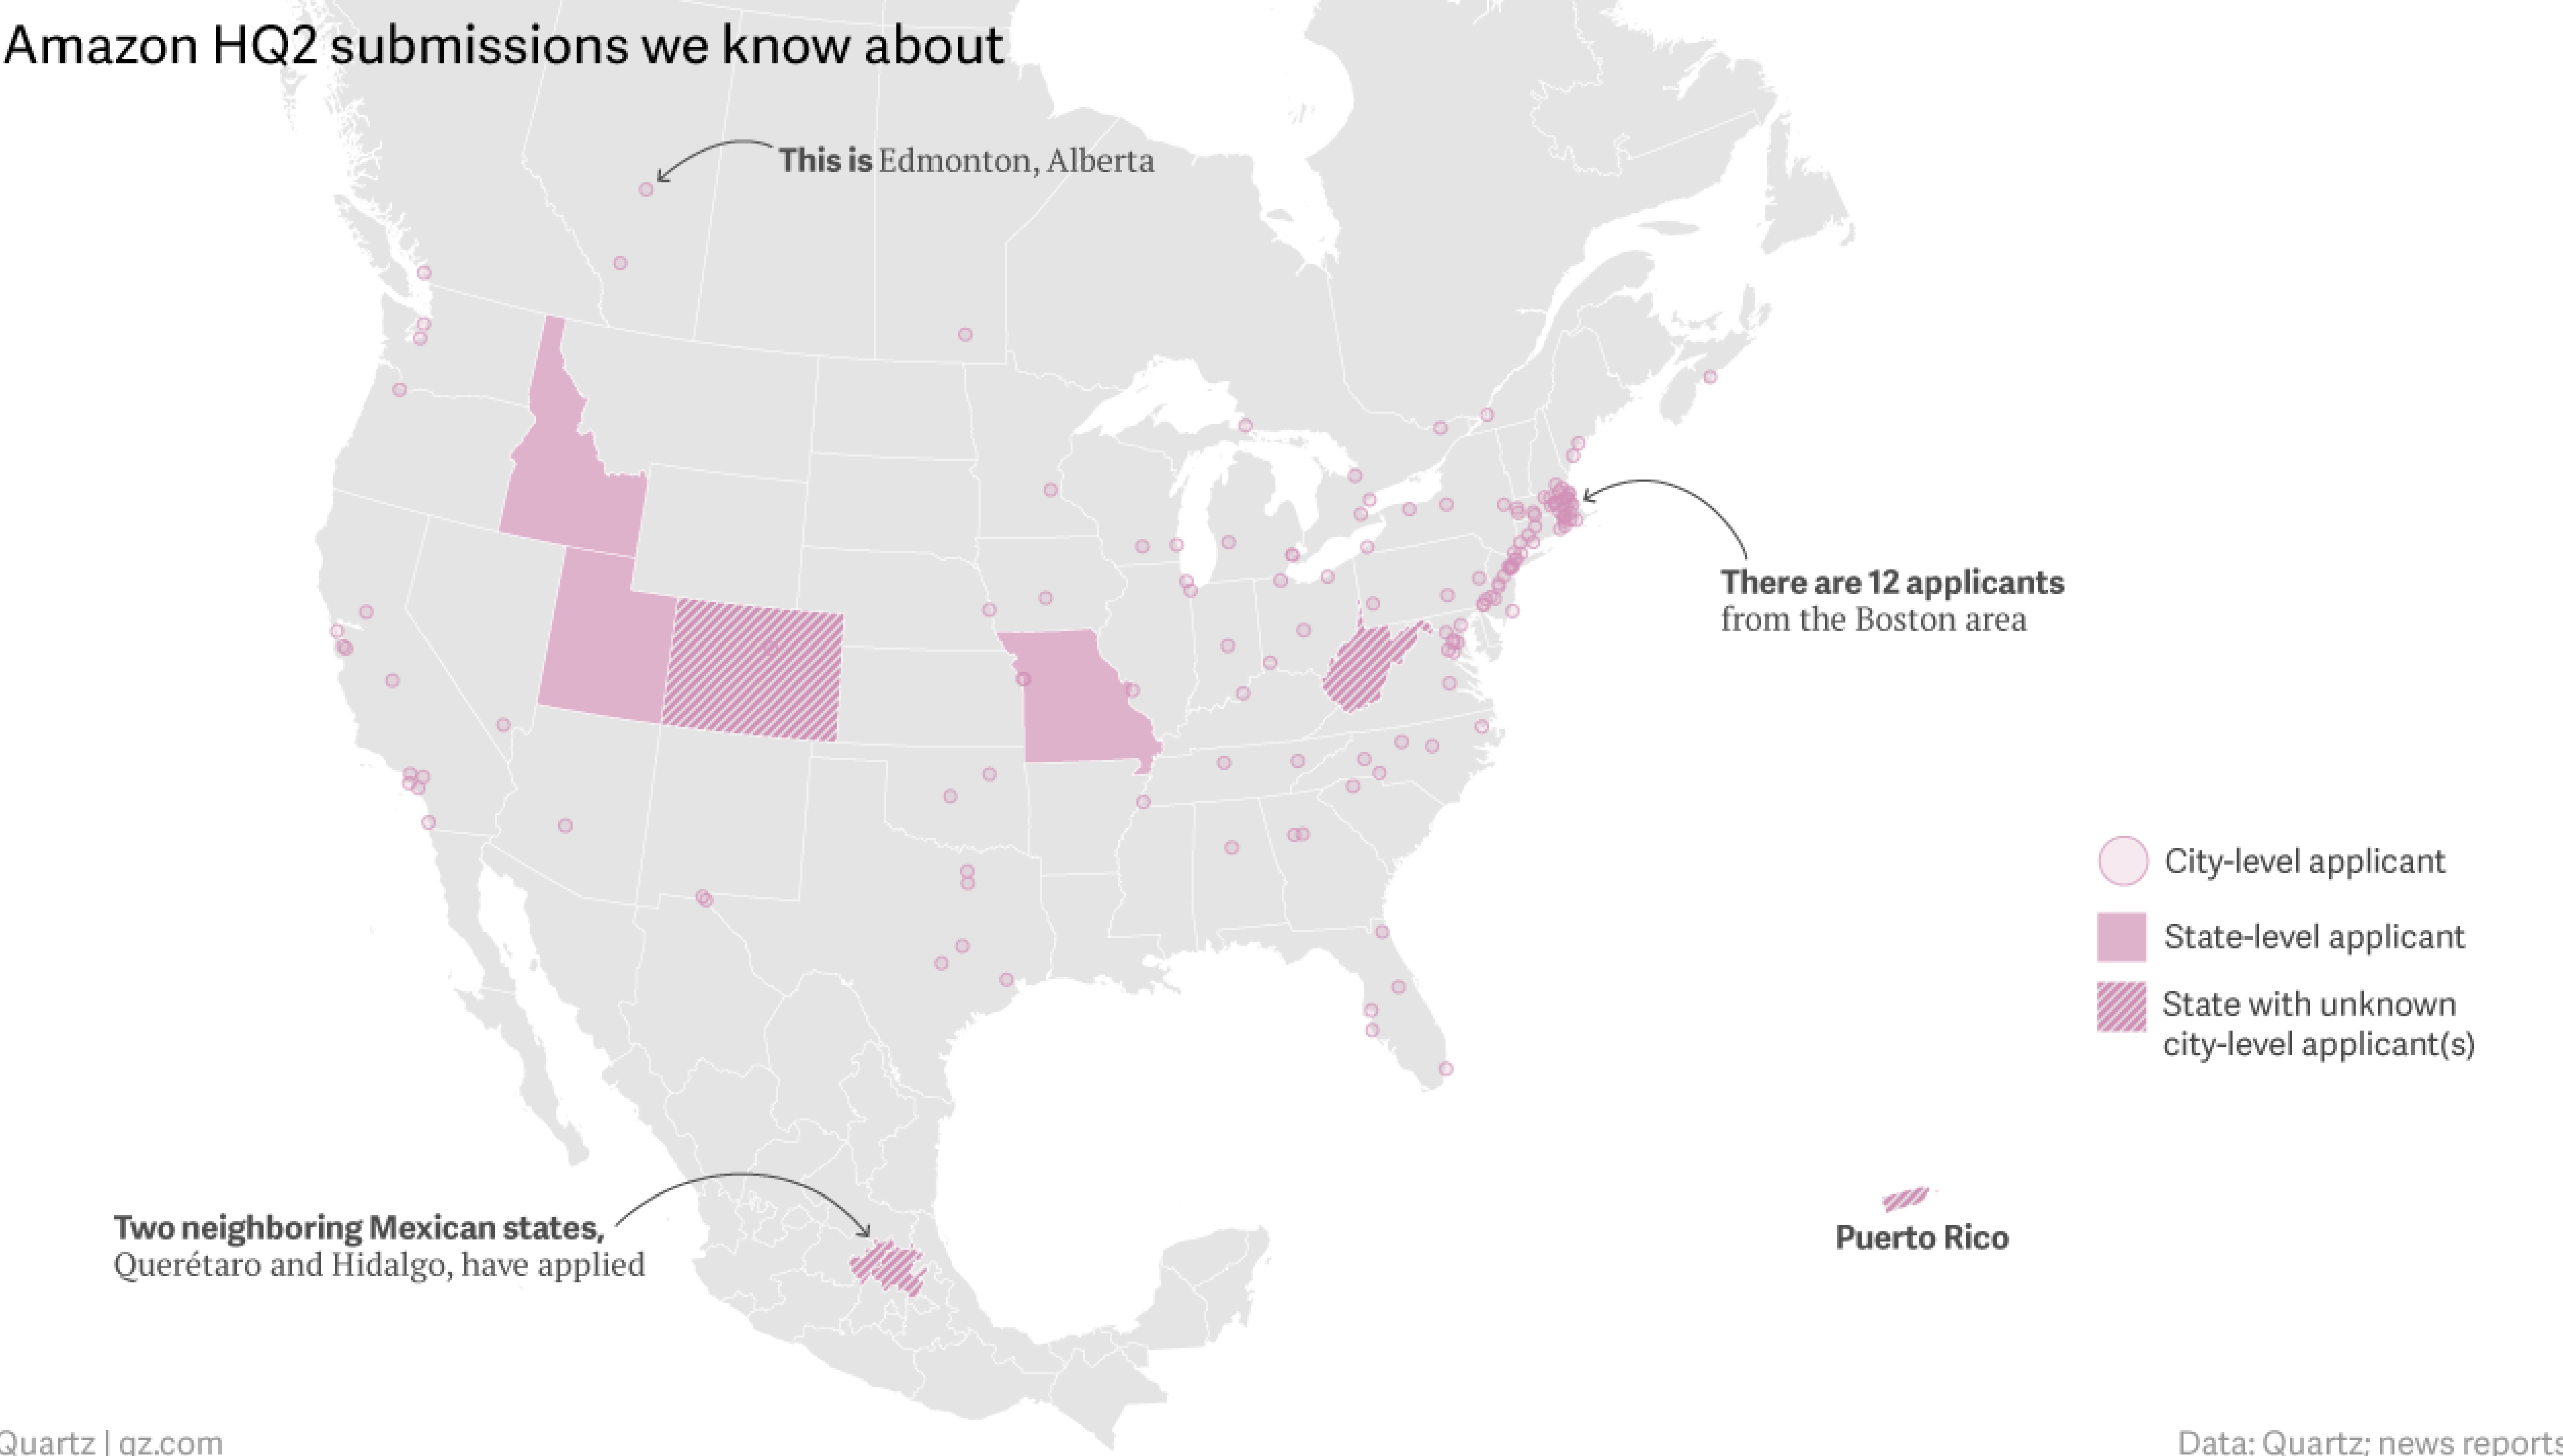 Amazon HQ2 submissions we know about
This is Edmonton, Alberta
There are 12 applicants
from the Boston area
City-level applicant
State-level applicant
State with unknown
city-level applicant(s)
Two neighboring Mexican states,
Querétaro and Hidalgo, have applied
Puerto Rico
Quartz | qz.com
Data: Quartz; news reports